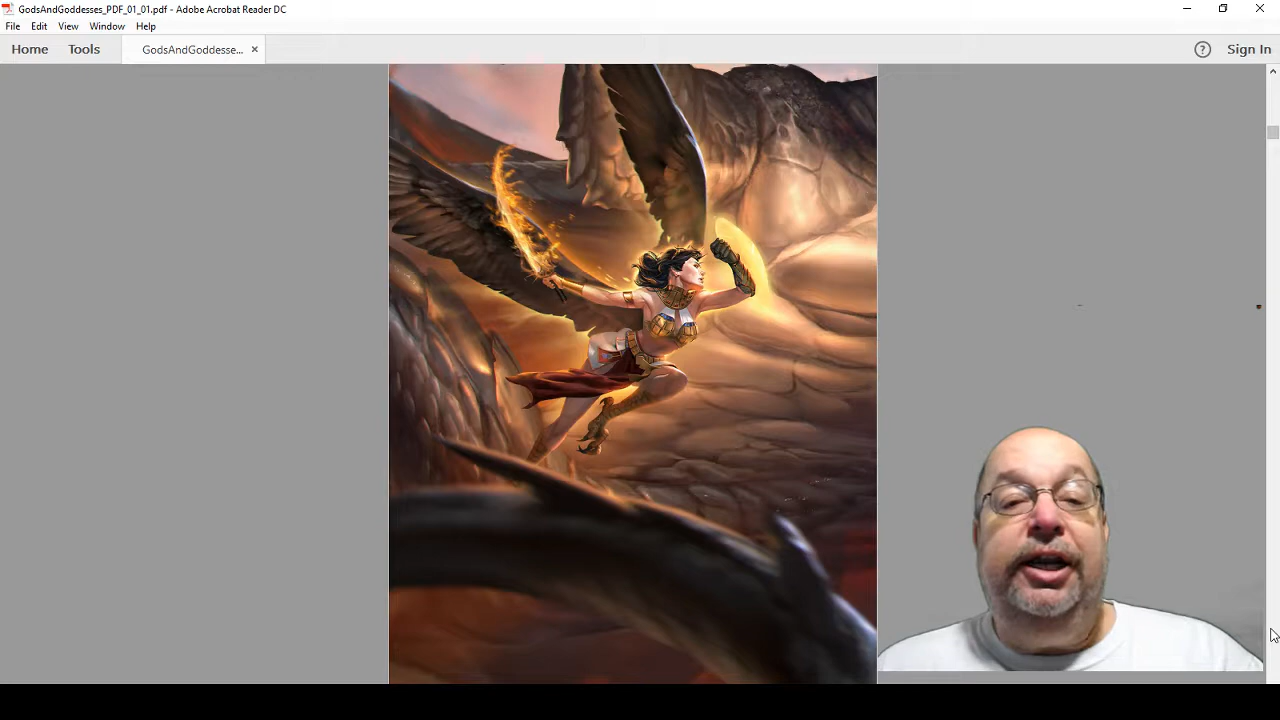 GodsAndGoddesses_PDF_01_01.pdf - Adobe Acrobat Reader DC
File Edit View Window Help
Home Tools GodsAndGoddesse... Sign In